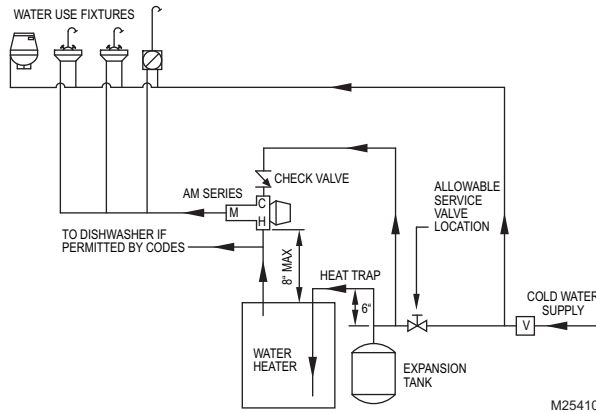 WATER USE FIXTURES
CHECK VALVE
AM SERIES
C
M
H
ALLOWABLE
SERVICE
VALVE
LOCATION
TO DISHWASHER IF
PERMITTED BY CODES
8" MAX
HEAT TRAP
6"
COLD WATER
SUPPLY
V
WATER
HEATER
EXPANSION
TANK
M25410